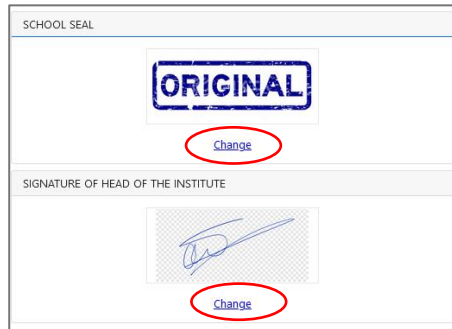 SCHOOL SEAL
ORIGINAL
Change
SIGNATURE OF HEAD OF THE INSTITUTE
Change